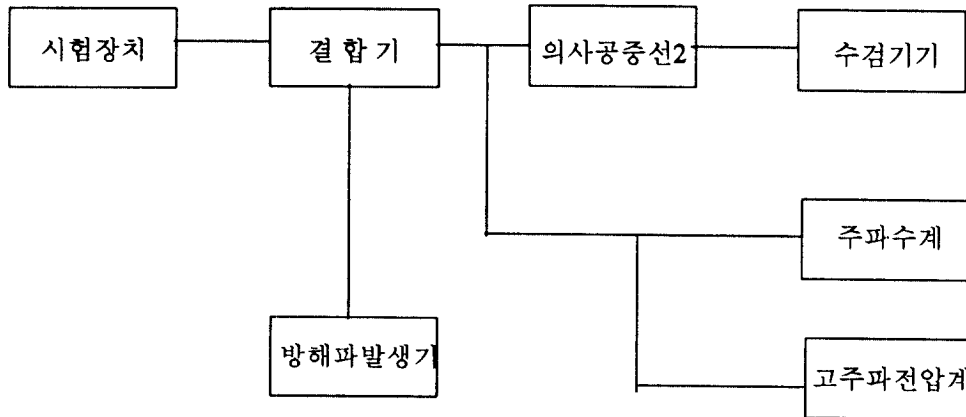 시험장치
결합기
의사공중선2
수검기기
주파수계
방해파발생기
고주파전압계